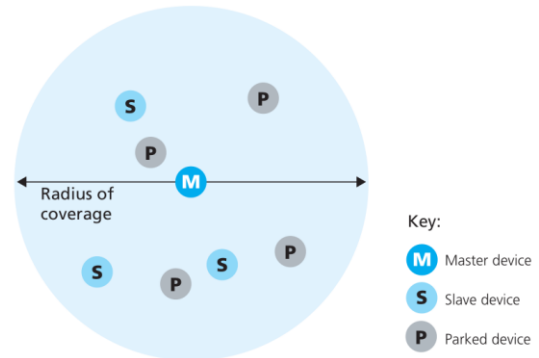 S
P
P
M
Radius of
coverage
S
P
S
P
Key:
M Master device
S Slave device
P Parked device